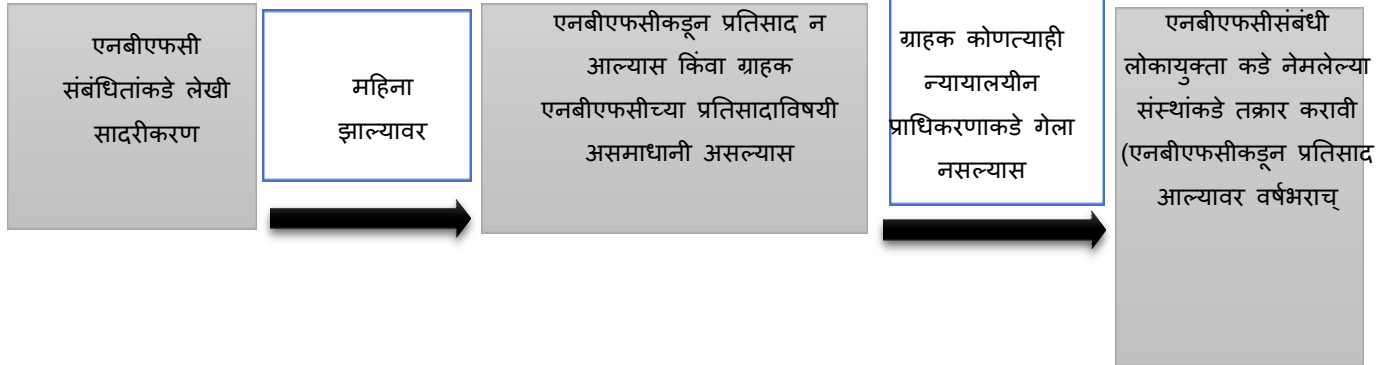 एनबीएफसी
संबंधितांकडे लेखी
सादरीकरण
महिना
झाल्यावर
एनबीएफसीकडून प्रतिसाद न
आल्यास किंवा ग्राहक
एनबीएफसीच्या प्रतिसादाविषयी
असमाधानी असल्यास
ग्राहक कोणत्याही
न्यायालयीन
प्राधिकरणाकडे गेला
नसल्यास
एनबीएफसीसंबंधी
लोकायुक्ता कडे नेमलेल्या
संस्थांकडे तक्रार करावी
(एनबीएफसीकडून प्रतिसाद
आल्यावर वर्षभराच्